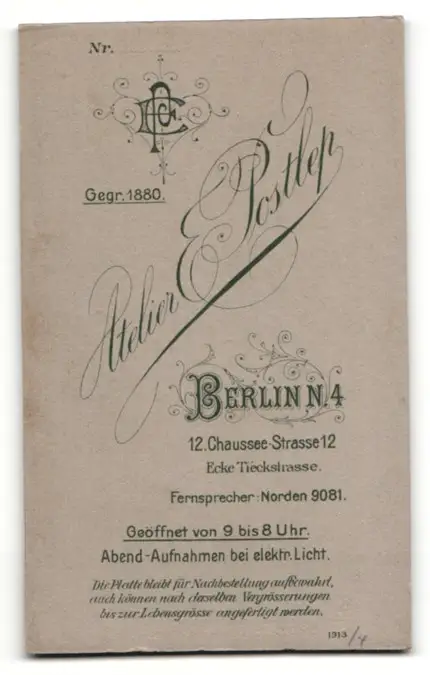 Nr.
Gegr. 1880.
Atelier E. Postlep
BERLIN N. 4
12. Chaussee-Strasse 12
Ecke Tieckstrasse.
Fernsprecher: Norden 9081.
Geöffnet von 9 bis 8 Uhr.
Abend-Aufnahmen bei elektr. Licht.
Die Platte bleibt für Nachbestellung aufbewahrt,
auch können nach derselben Vergrösserungen
bis zur Lebensgrösse angefertigt werden.
1913/4